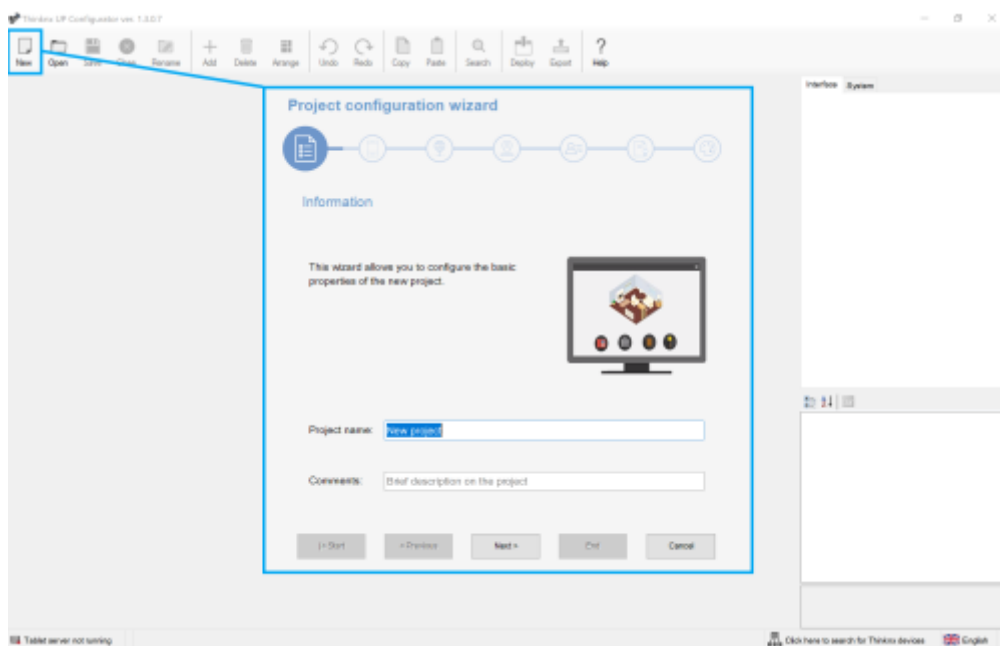 Thinknx UP Configurator ver. 1.3.0.7
New Open Save Close Rename Add Delete Arrange Undo Redo Copy Paste Search Deploy Export Help
Interface System
Project configuration wizard
Information
This wizard allows you to configure the basic
properties of the new project.
Project name: New project
Comments: Brief description on the project
|< Start < Previous Next > End Cancel
Tablet server not running
Click here to search for Thinknx devices English